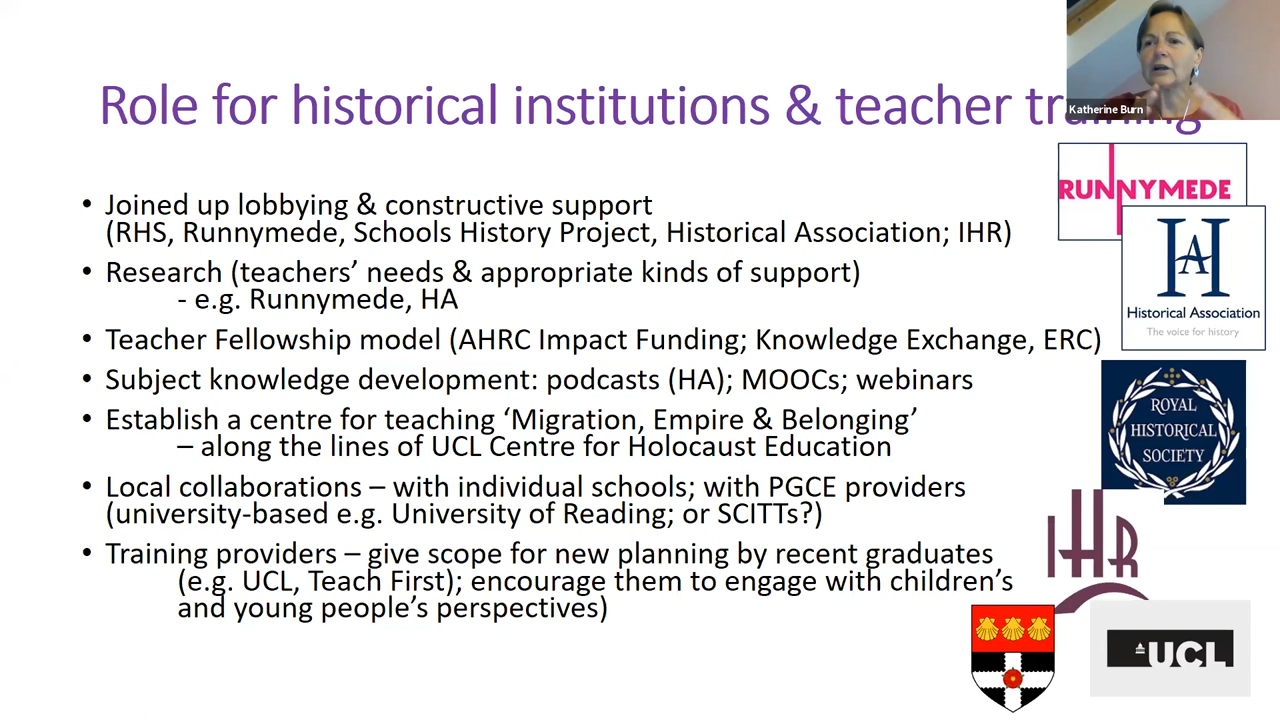 Role for historical institutions & teacher training
Katherine Burn
• Joined up lobbying & constructive support
(RHS, Runnymede, Schools History Project, Historical Association; IHR)
• Research (teachers’ needs & appropriate kinds of support)
- e.g. Runnymede, HA
• Teacher Fellowship model (AHRC Impact Funding; Knowledge Exchange, ERC)
• Subject knowledge development: podcasts (HA); MOOCs; webinars
• Establish a centre for teaching ‘Migration, Empire & Belonging’
– along the lines of UCL Centre for Holocaust Education
• Local collaborations – with individual schools; with PGCE providers
(university-based e.g. University of Reading; or SCITTs?)
• Training providers – give scope for new planning by recent graduates
(e.g. UCL, Teach First); encourage them to engage with children’s
and young people’s perspectives)
RUNNYMEDE
HA
Historical Association
The voice for history
ROYAL
HISTORICAL
SOCIETY
IHR
UCL